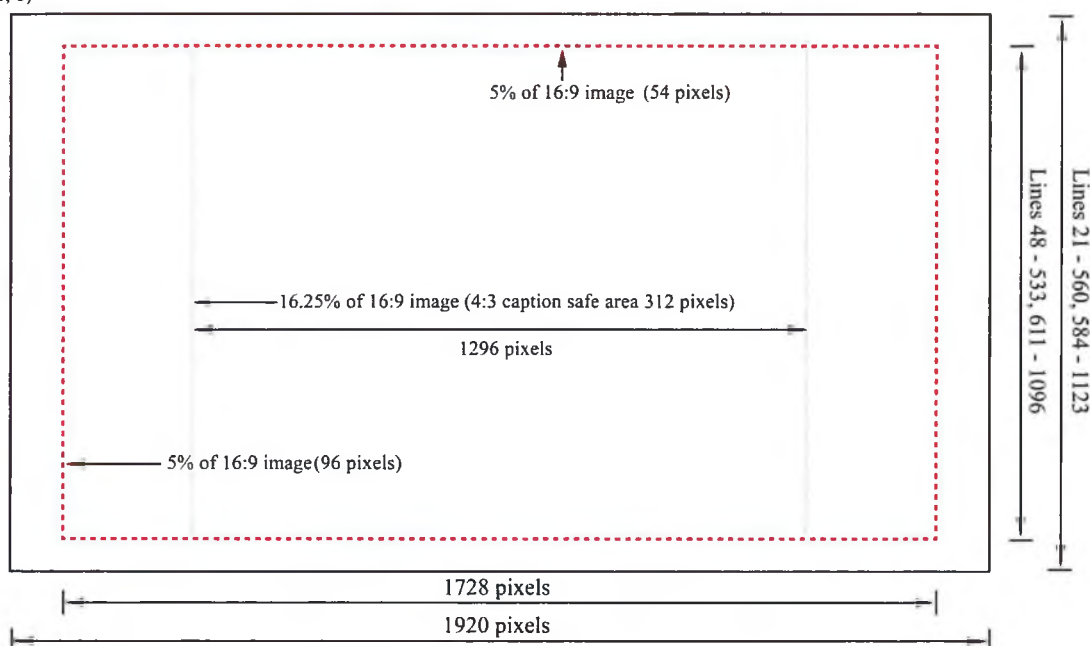 5% of 16:9 image (54 pixels)
16.25% of 16:9 image (4:3 caption safe area 312 pixels)
1296 pixels
5% of 16:9 image (96 pixels)
1728 pixels
1920 pixels
Lines 48 - 533, 611 - 1096
Lines 21 - 560, 584 - 1123